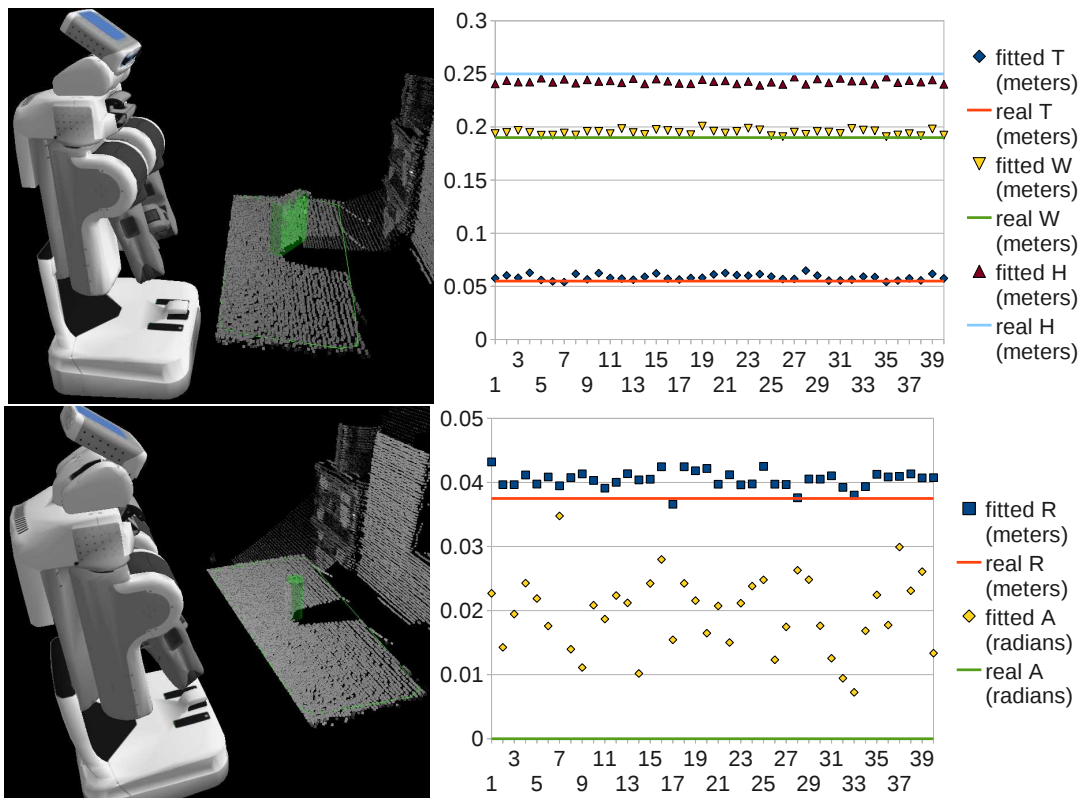 0.3
0.25
0.2
0.15
0.1
0.05
0
3 7 11 15 19 23 27 31 35 39
1 5 9 13 17 21 25 29 33 37
fitted T
(meters)
real T
(meters)
fitted W
(meters)
real W
(meters)
fitted H
(meters)
real H
(meters)
0.05
0.04
0.03
0.02
0.01
0
3 7 11 15 19 23 27 31 35 39
1 5 9 13 17 21 25 29 33 37
fitted R
(meters)
real R
(meters)
fitted A
(radians)
real A
(radians)